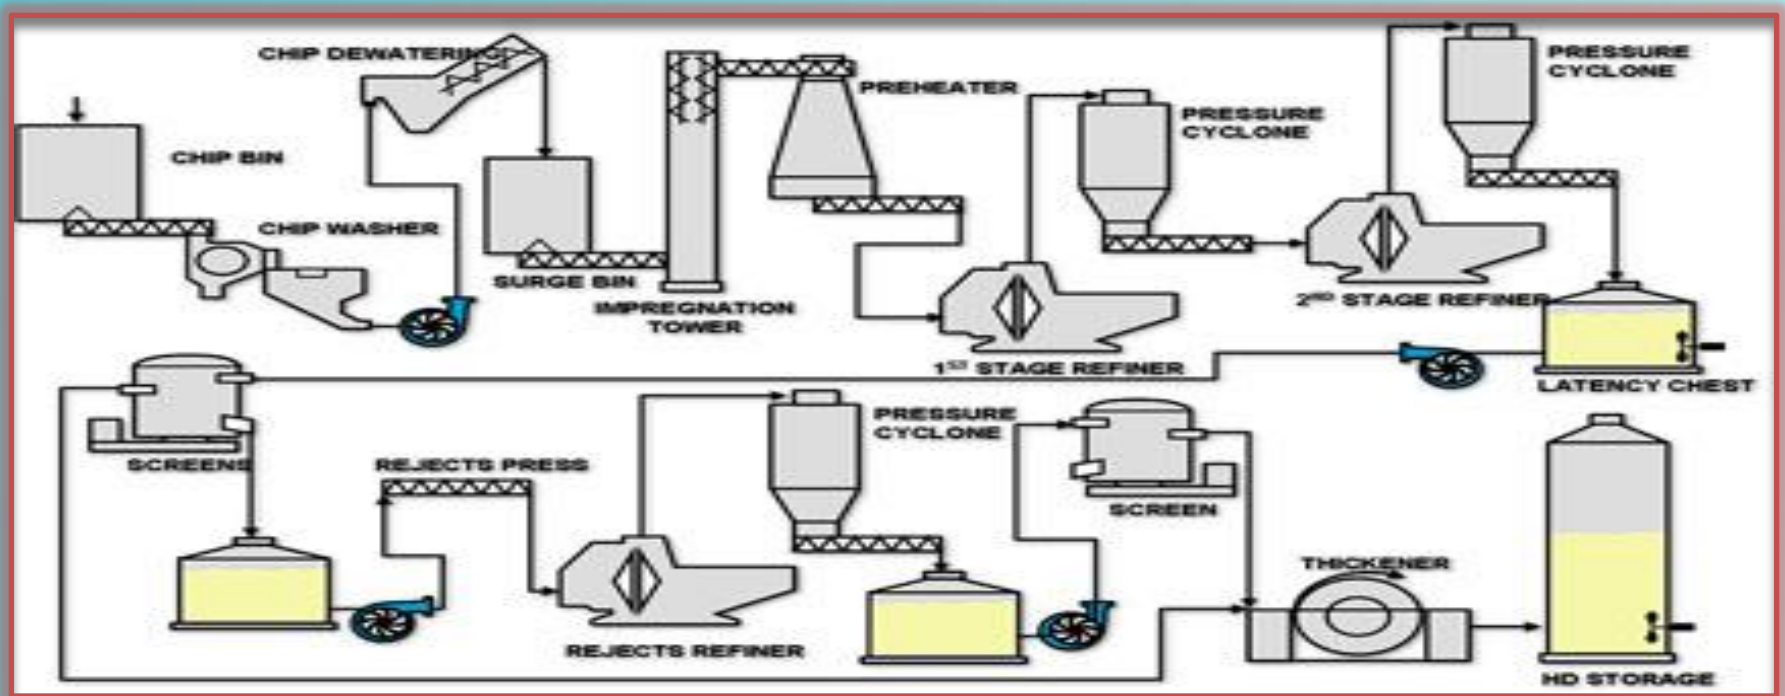 CHIP DEWATERING
PRESSURE
CYCLONE
PREHEATER
PRESSURE
CYCLONE
CHIP BIN
CHIP WASHER
SURGE BIN
IMPREGNATION
TOWER
2ND STAGE REFINER
1ST STAGE REFINER
LATENCY CHEST
PRESSURE
CYCLONE
SCREENS
REJECTS PRESS
SCREEN
THICKENER
REJECTS REFINER
HD STORAGE